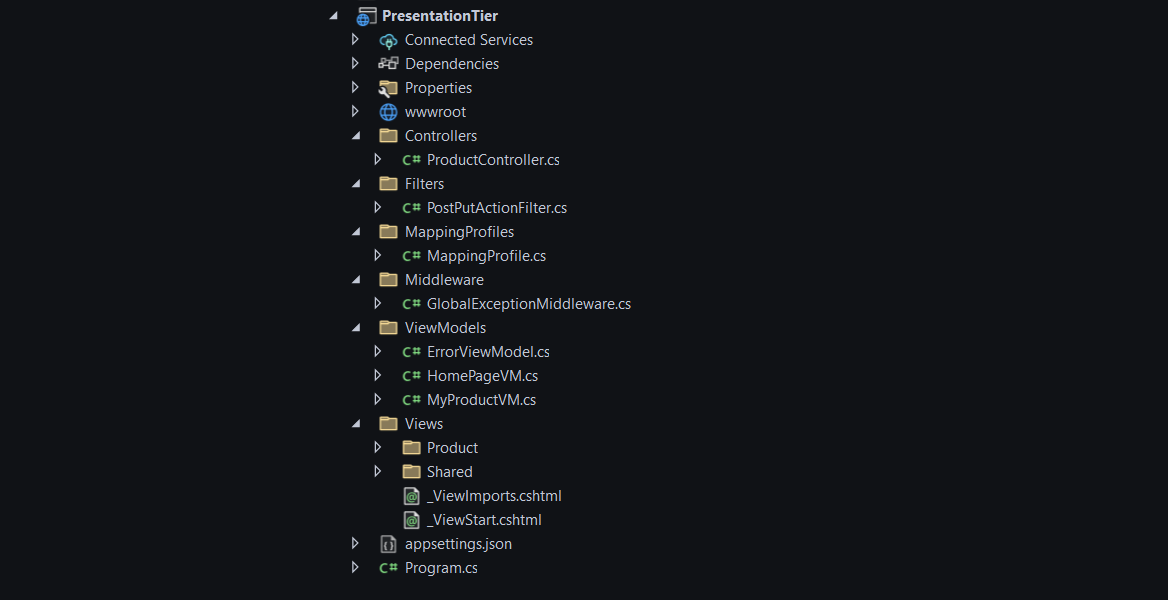 PresentationTier
Connected Services
Dependencies
Properties
wwwroot
Controllers
C# ProductController.cs
Filters
C# PostPutActionFilter.cs
MappingProfiles
C# MappingProfile.cs
Middleware
C# GlobalExceptionMiddleware.cs
ViewModels
C# ErrorViewModel.cs
C# HomePageVM.cs
C# MyProductVM.cs
Views
Product
Shared
_ViewImports.cshtml
_ViewStart.cshtml
appsettings.json
C# Program.cs